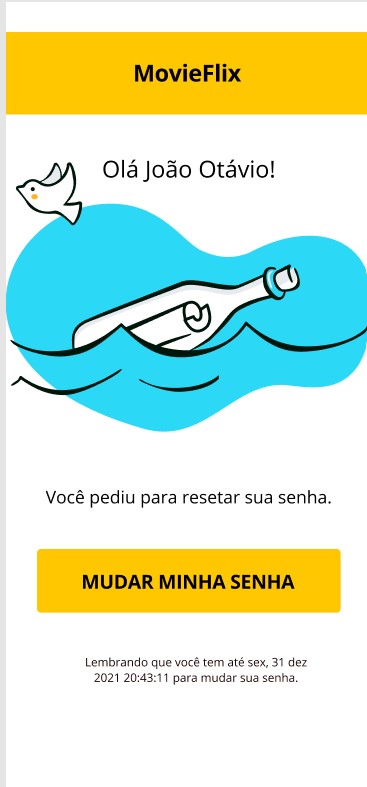 MovieFlix
Olá João Otávio!
Você pediu para resetar sua senha.
MUDAR MINHA SENHA
Lembrando que você tem até sex, 31 dez
2021 20:43:11 para mudar sua senha.